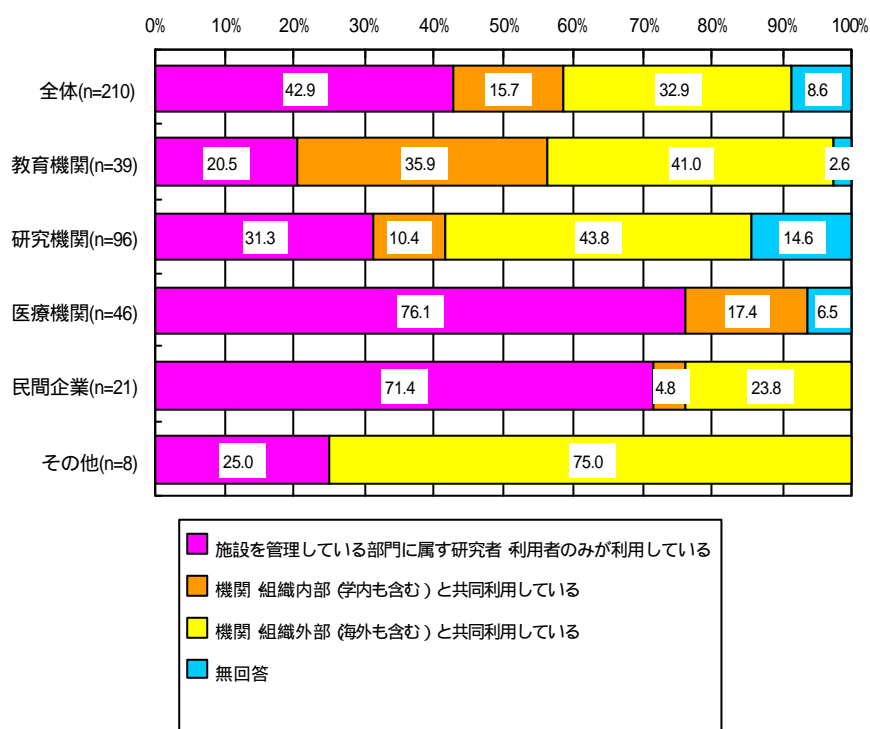 0% 10% 20% 30% 40% 50% 60% 70% 80% 90% 100%
全体(n=210) 42.9 15.7 32.9 8.6
教育機関(n=39) 20.5 35.9 41.0 2.6
研究機関(n=96) 31.3 10.4 43.8 14.6
医療機関(n=46) 76.1 17.4 6.5
民間企業(n=21) 71.4 4.8 23.8
その他(n=8) 25.0 75.0
施設を管理している部門に属す研究者 利用者のみが利用している
機関 組織内部 (学内も含む) と共同利用している
機関 組織外部 (海外も含む) と共同利用している
無回答